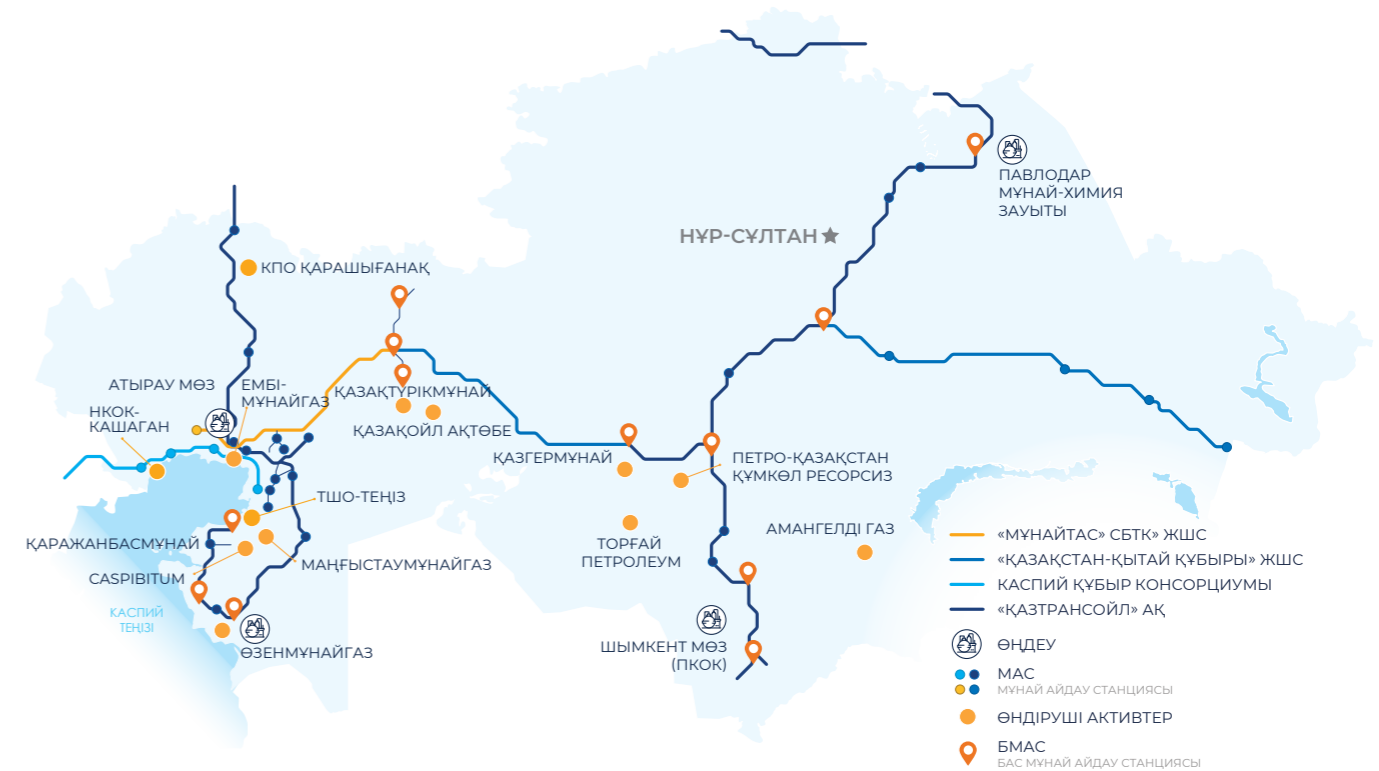 ПАВЛОДАР
МҰНАЙ-ХИМИЯ
ЗАУЫТЫ
НҰР-СҰЛТАН
КПО ҚАРАШЫҒАНАҚ
АТЫРАУ МӨЗ
ЕМБІ-
МҰНАЙГАЗ
ҚАЗАҚТҮРІКМҰНАЙ
НКОК-
КАШАГАН
ҚАЗАҚОЙЛ АҚТӨБЕ
ҚАЗГЕРМҰНАЙ
ПЕТРО-ҚАЗАҚСТАН
ҚҰМКӨЛ РЕСОРСИЗ
ТШО-ТЕҢІЗ
ҚАРАЖАНБАСМҰНАЙ
МАҢҒЫСТАУМҰНАЙГАЗ
CASPIBITUM
ТОРҒАЙ
ПЕТРОЛЕУМ
АМАНГЕЛДІ ГАЗ
КАСПИЙ
ТЕҢІЗІ
ӨЗЕНМҰНАЙГАЗ
ШЫМКЕНТ МӨЗ
(ПКОК)
«МҰНАЙТАС» СБТК» ЖШС
«ҚАЗАҚСТАН-ҚЫТАЙ ҚҰБЫРЫ» ЖШС
КАСПИЙ ҚҰБЫР КОНСОРЦИУМЫ
«ҚАЗТРАНСОЙЛ» АҚ
ӨҢДЕУ
МАС
МҰНАЙ АЙДАУ СТАНЦИЯСЫ
ӨНДІРУШІ АКТИВТЕР
БМАС
БАС МҰНАЙ АЙДАУ СТАНЦИЯСЫ